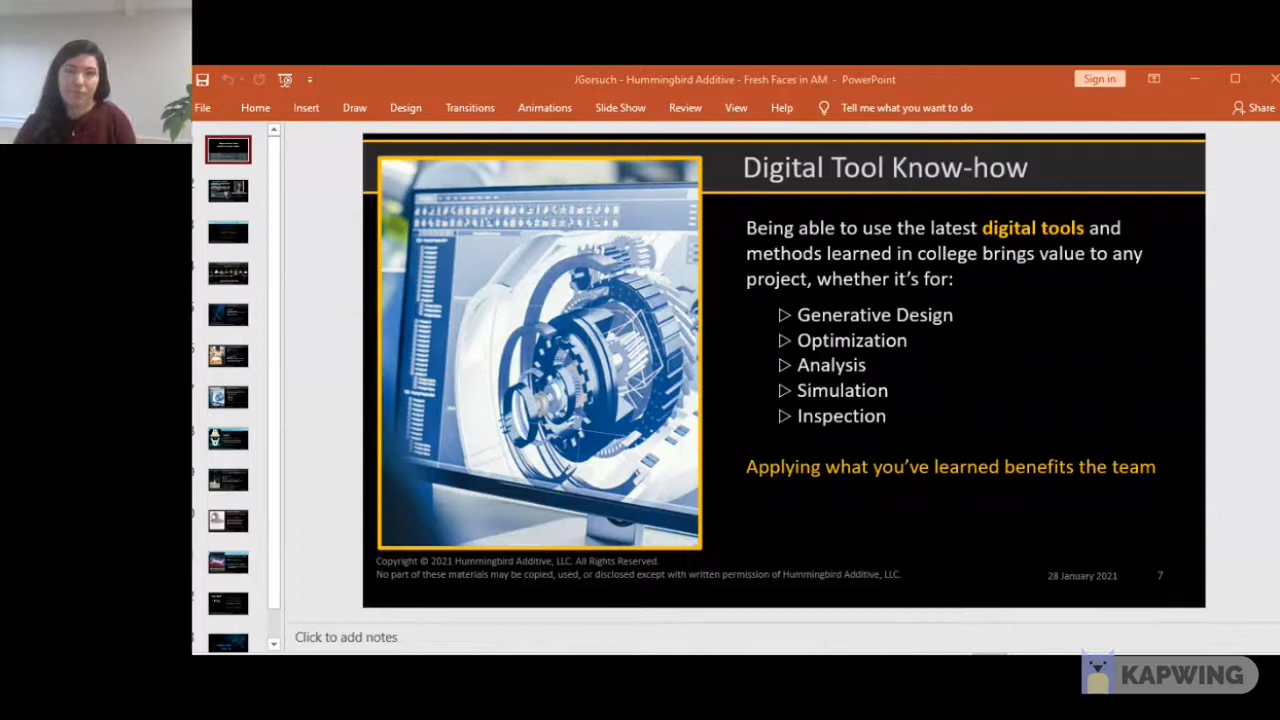 JGorsuch - Hummingbird Additive - Fresh Faces in AM - PowerPoint
Sign in
File Home Insert Draw Design Transitions Animations Slide Show Review View Help Tell me what you want to do Share
Digital Tool Know-how
Being able to use the latest digital tools and
methods learned in college brings value to any
project, whether it's for:
Generative Design
Optimization
Analysis
Simulation
Inspection
Applying what you've learned benefits the team
Copyright © 2021 Hummingbird Additive, LLC. All Rights Reserved.
No part of these materials may be copied, used, or disclosed except with written permission of Hummingbird Additive, LLC.
28 January 2021 7
Click to add notes
KAPWING